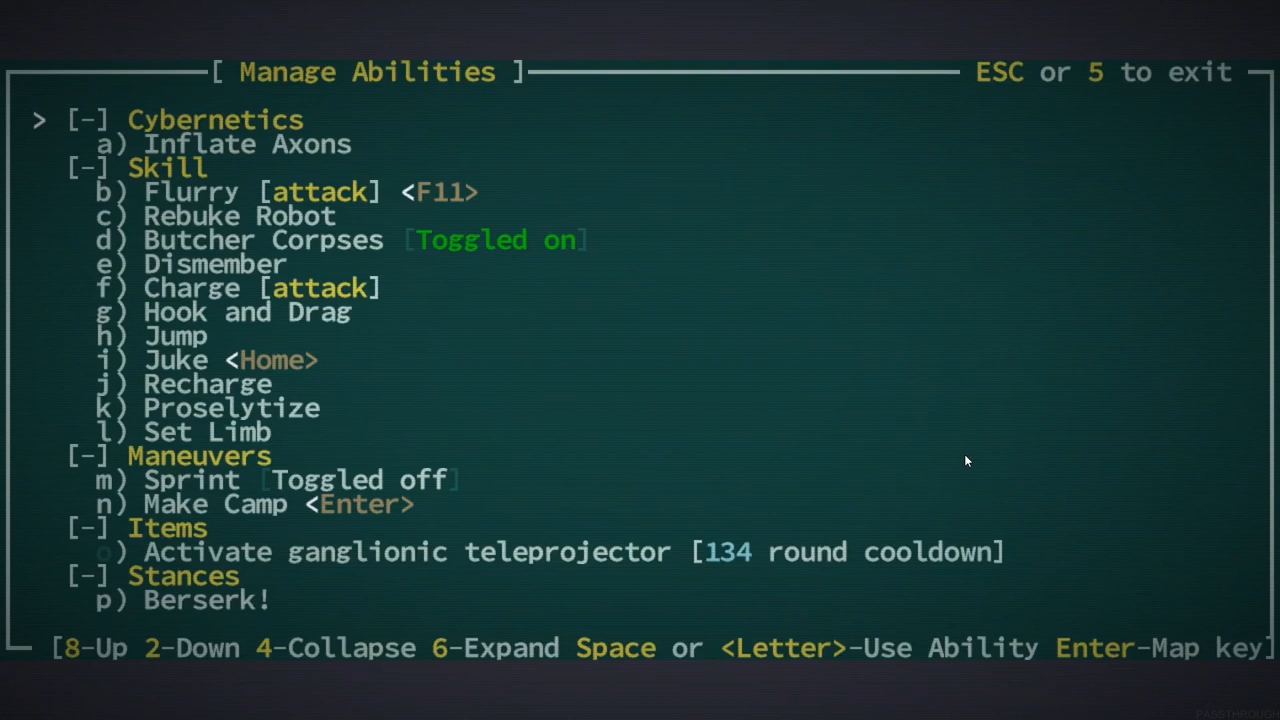 [ Manage Abilities ] ESC or 5 to exit
> [-] Cybernetics
a) Inflate Axons
[-] Skill
b) Flurry [attack] <F11>
c) Rebuke Robot
d) Butcher Corpses [Toggled on]
e) Dismember
f) Charge [attack]
g) Hook and Drag
h) Jump
i) Juke <Home>
j) Recharge
k) Proselytize
l) Set Limb
[-] Maneuvers
m) Sprint [Toggled off]
n) Make Camp <Enter>
[-] Items
o) Activate ganglionic teleprojector [134 round cooldown]
[-] Stances
p) Berserk!
[8-Up 2-Down 4-Collapse 6-Expand Space or <Letter>-Use Ability Enter-Map key]